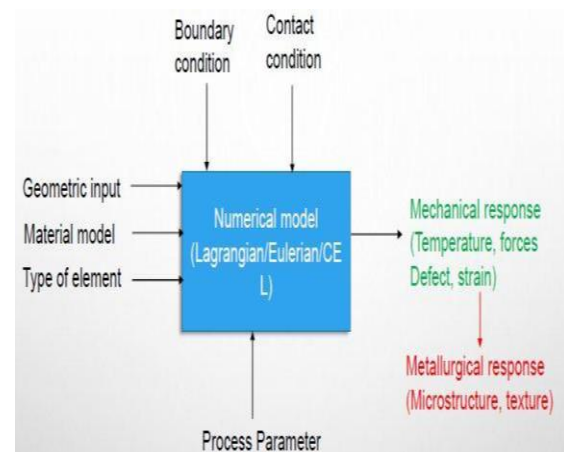 Boundary
condition
Contact
condition
Geometric input
Material model
Type of element
Numerical model
(Lagrangian/Eulerian/CE
L)
Mechanical response
(Temperature, forces
Defect, strain)
Metallurgical response
(Microstructure, texture)
Process Parameter